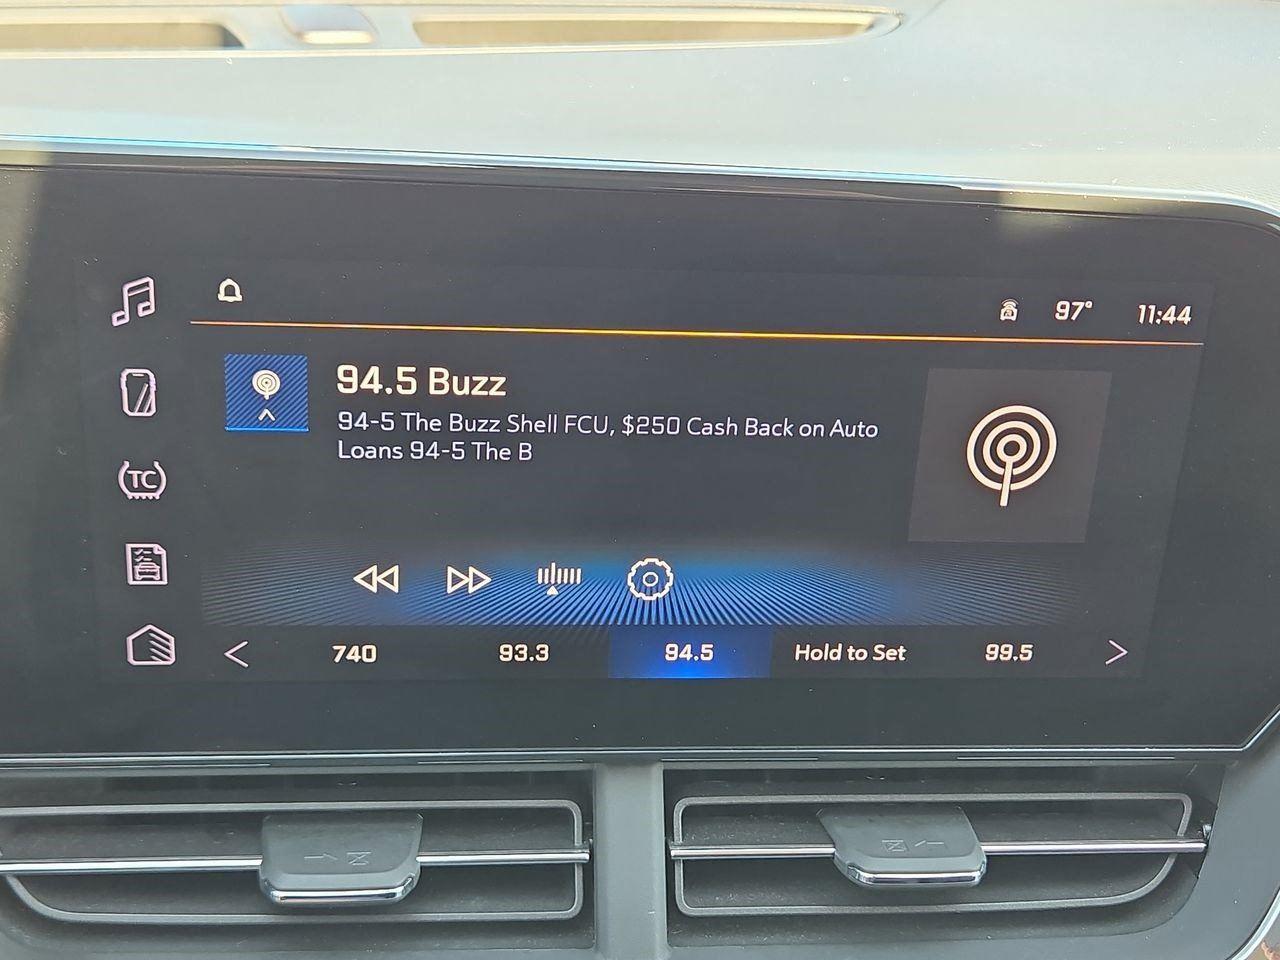 97° 11:44
94.5 Buzz
94-5 The Buzz Shell FCU, $250 Cash Back on Auto
Loans 94-5 The B
TC
740 93.3 94.5 Hold to Set 99.5